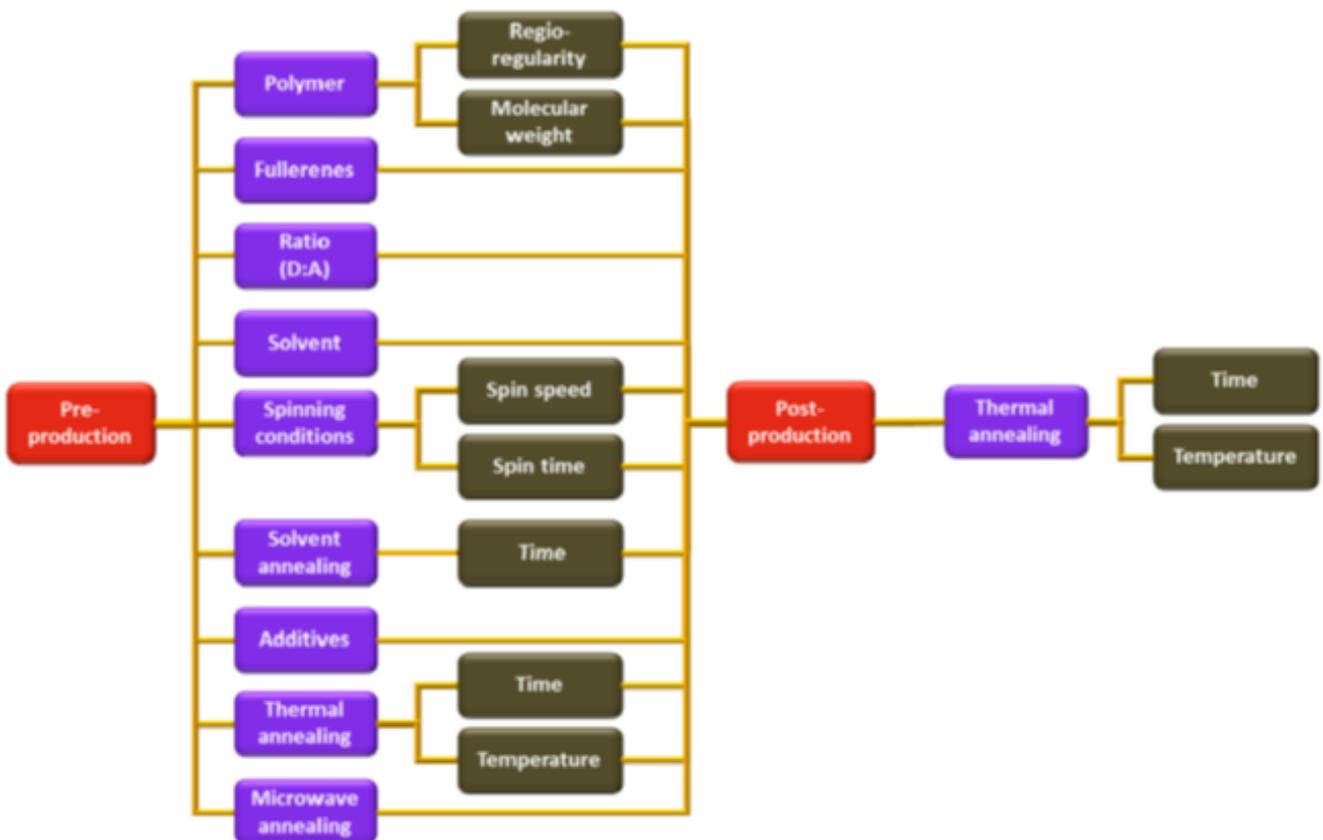 Regio-
regularity
Polymer
Molecular
weight
Fullerenes
Ratio
(D:A)
Solvent
Pre-
production
Spinning
conditions
Spin speed
Spin time
Solvent
annealing
Time
Additives
Thermal
annealing
Time
Temperature
Microwave
annealing
Post-
production
Thermal
annealing
Time
Temperature